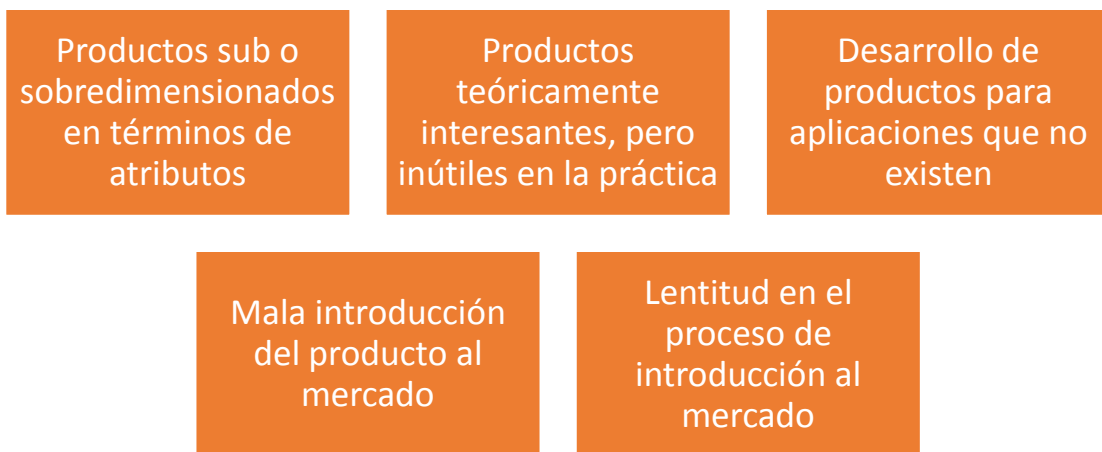 Productos sub o
sobredimensionados
en términos de
atributos
Productos
teóricamente
interesantes, pero
inútiles en la práctica
Desarrollo de
productos para
aplicaciones que no
existen
Mala introducción
del producto al
mercado
Lentitud en el
proceso de
introducción al
mercado